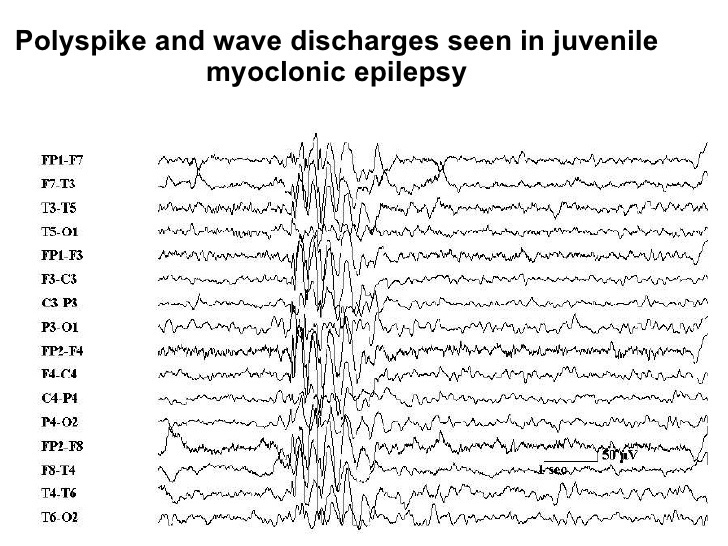 Polyspike and wave discharges seen in juvenile
myoclonic epilepsy
FP1-F7
F7-T3
T3-T5
T5-O1
FP1-F3
F3-C3
C3-P3
P3-O1
FP2-F4
F4-C4
C4-P4
P4-O2
FP2-F8
50 µV
F8-T4
1 sec
T4-T6
T6-O2